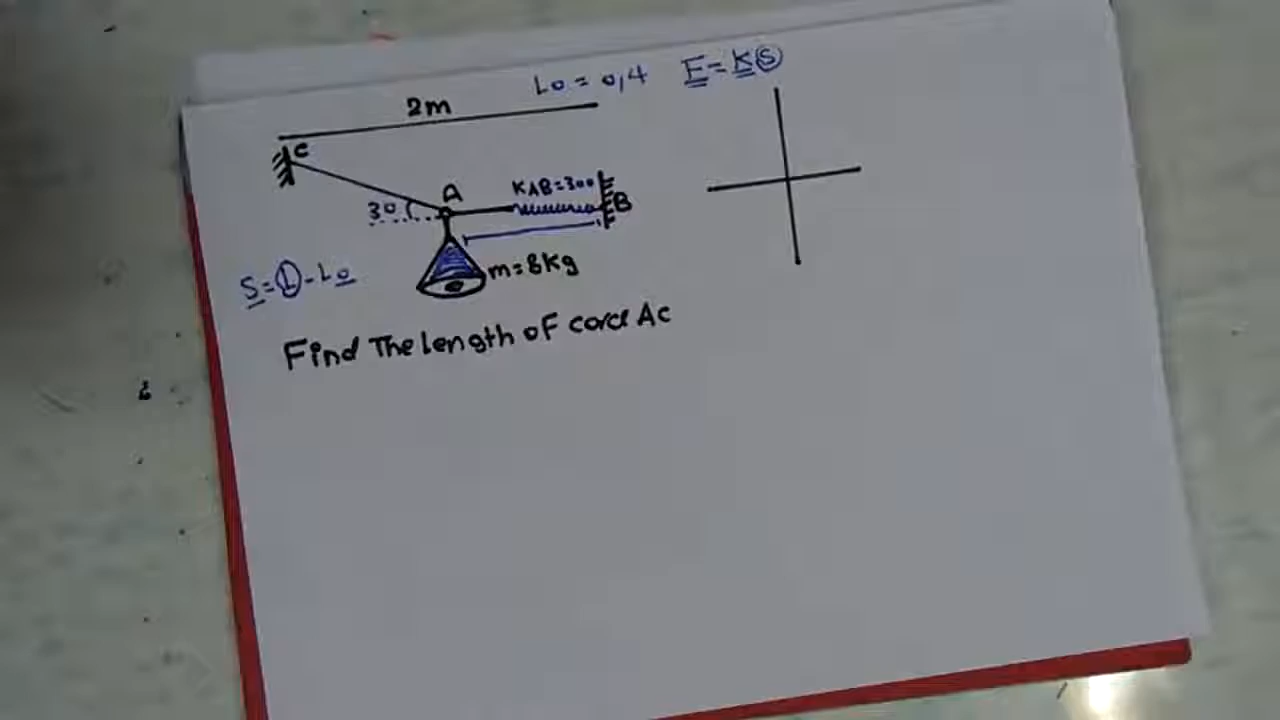 Lo = 0,4 F=KS
2m
C
A
KAB=300
B
30
m=8Kg
S=L-Lo
Find The length of cord Ac